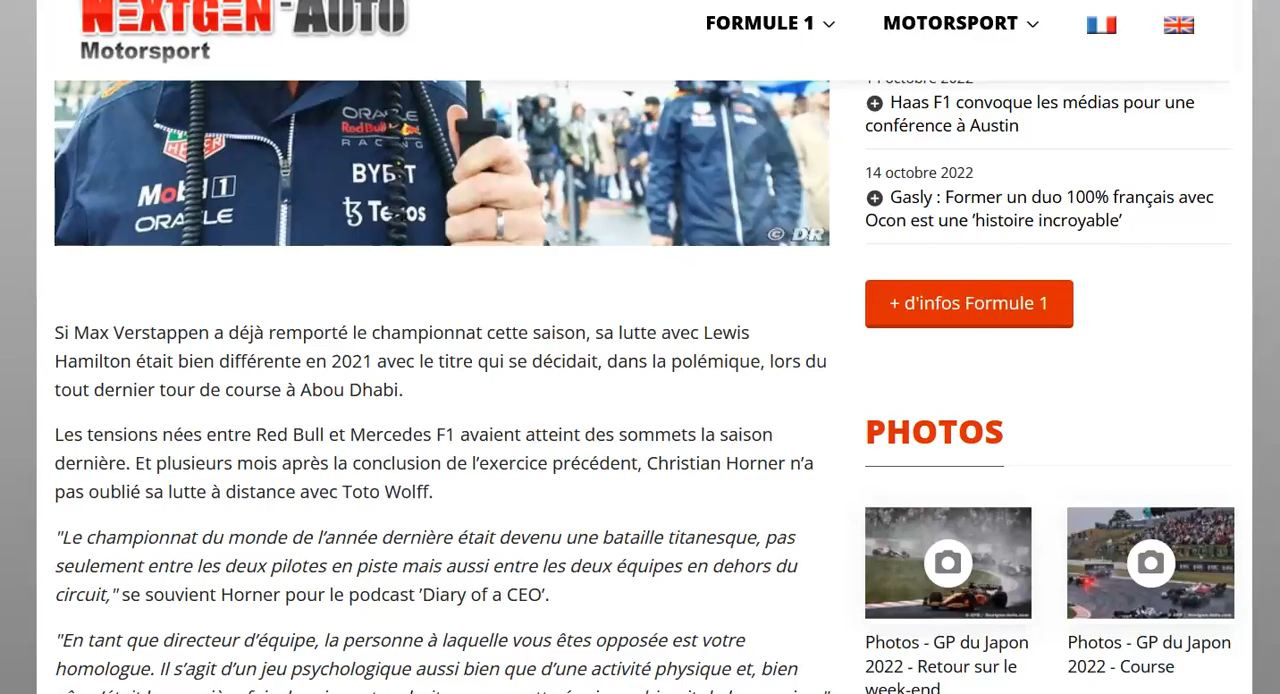 NEXTGEN-AUTO
Motorsport
FORMULE 1
MOTORSPORT
ORACLE
Red Bull
RACING
TAG
HEUER
Mobil 1
ORACLE
BYBIT
Tezos
© DR
Si Max Verstappen a déjà remporté le championnat cette saison, sa lutte avec Lewis
Hamilton était bien différente en 2021 avec le titre qui se décidait, dans la polémique, lors du
tout dernier tour de course à Abou Dhabi.
Les tensions nées entre Red Bull et Mercedes F1 avaient atteint des sommets la saison
dernière. Et plusieurs mois après la conclusion de l’exercice précédent, Christian Horner n’a
pas oublié sa lutte à distance avec Toto Wolff.
"Le championnat du monde de l’année dernière était devenu une bataille titanesque, pas
seulement entre les deux pilotes en piste mais aussi entre les deux équipes en dehors du
circuit," se souvient Horner pour le podcast ’Diary of a CEO’.
"En tant que directeur d’équipe, la personne à laquelle vous êtes opposée est votre
homologue. Il s’agit d’un jeu psychologique aussi bien que d’une activité physique et, bien
14 octobre 2022
Haas F1 convoque les médias pour une
conférence à Austin
14 octobre 2022
Gasly : Former un duo 100% français avec
Ocon est une ‘histoire incroyable’
+ d'infos Formule 1
PHOTOS
Photos - GP du Japon
2022 - Retour sur le
week-end
Photos - GP du Japon
2022 - Course